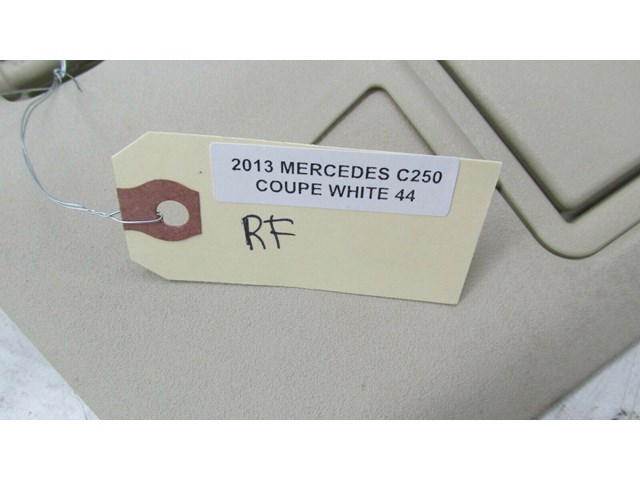 2013 MERCEDES C250
COUPE WHITE 44
RF